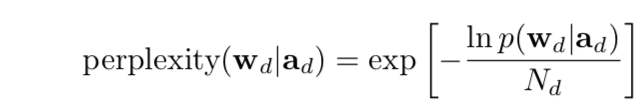 perplexity(𝐰_d|𝐚_d) = exp [ − ln p(𝐰_d|𝐚_d) / N_d ]